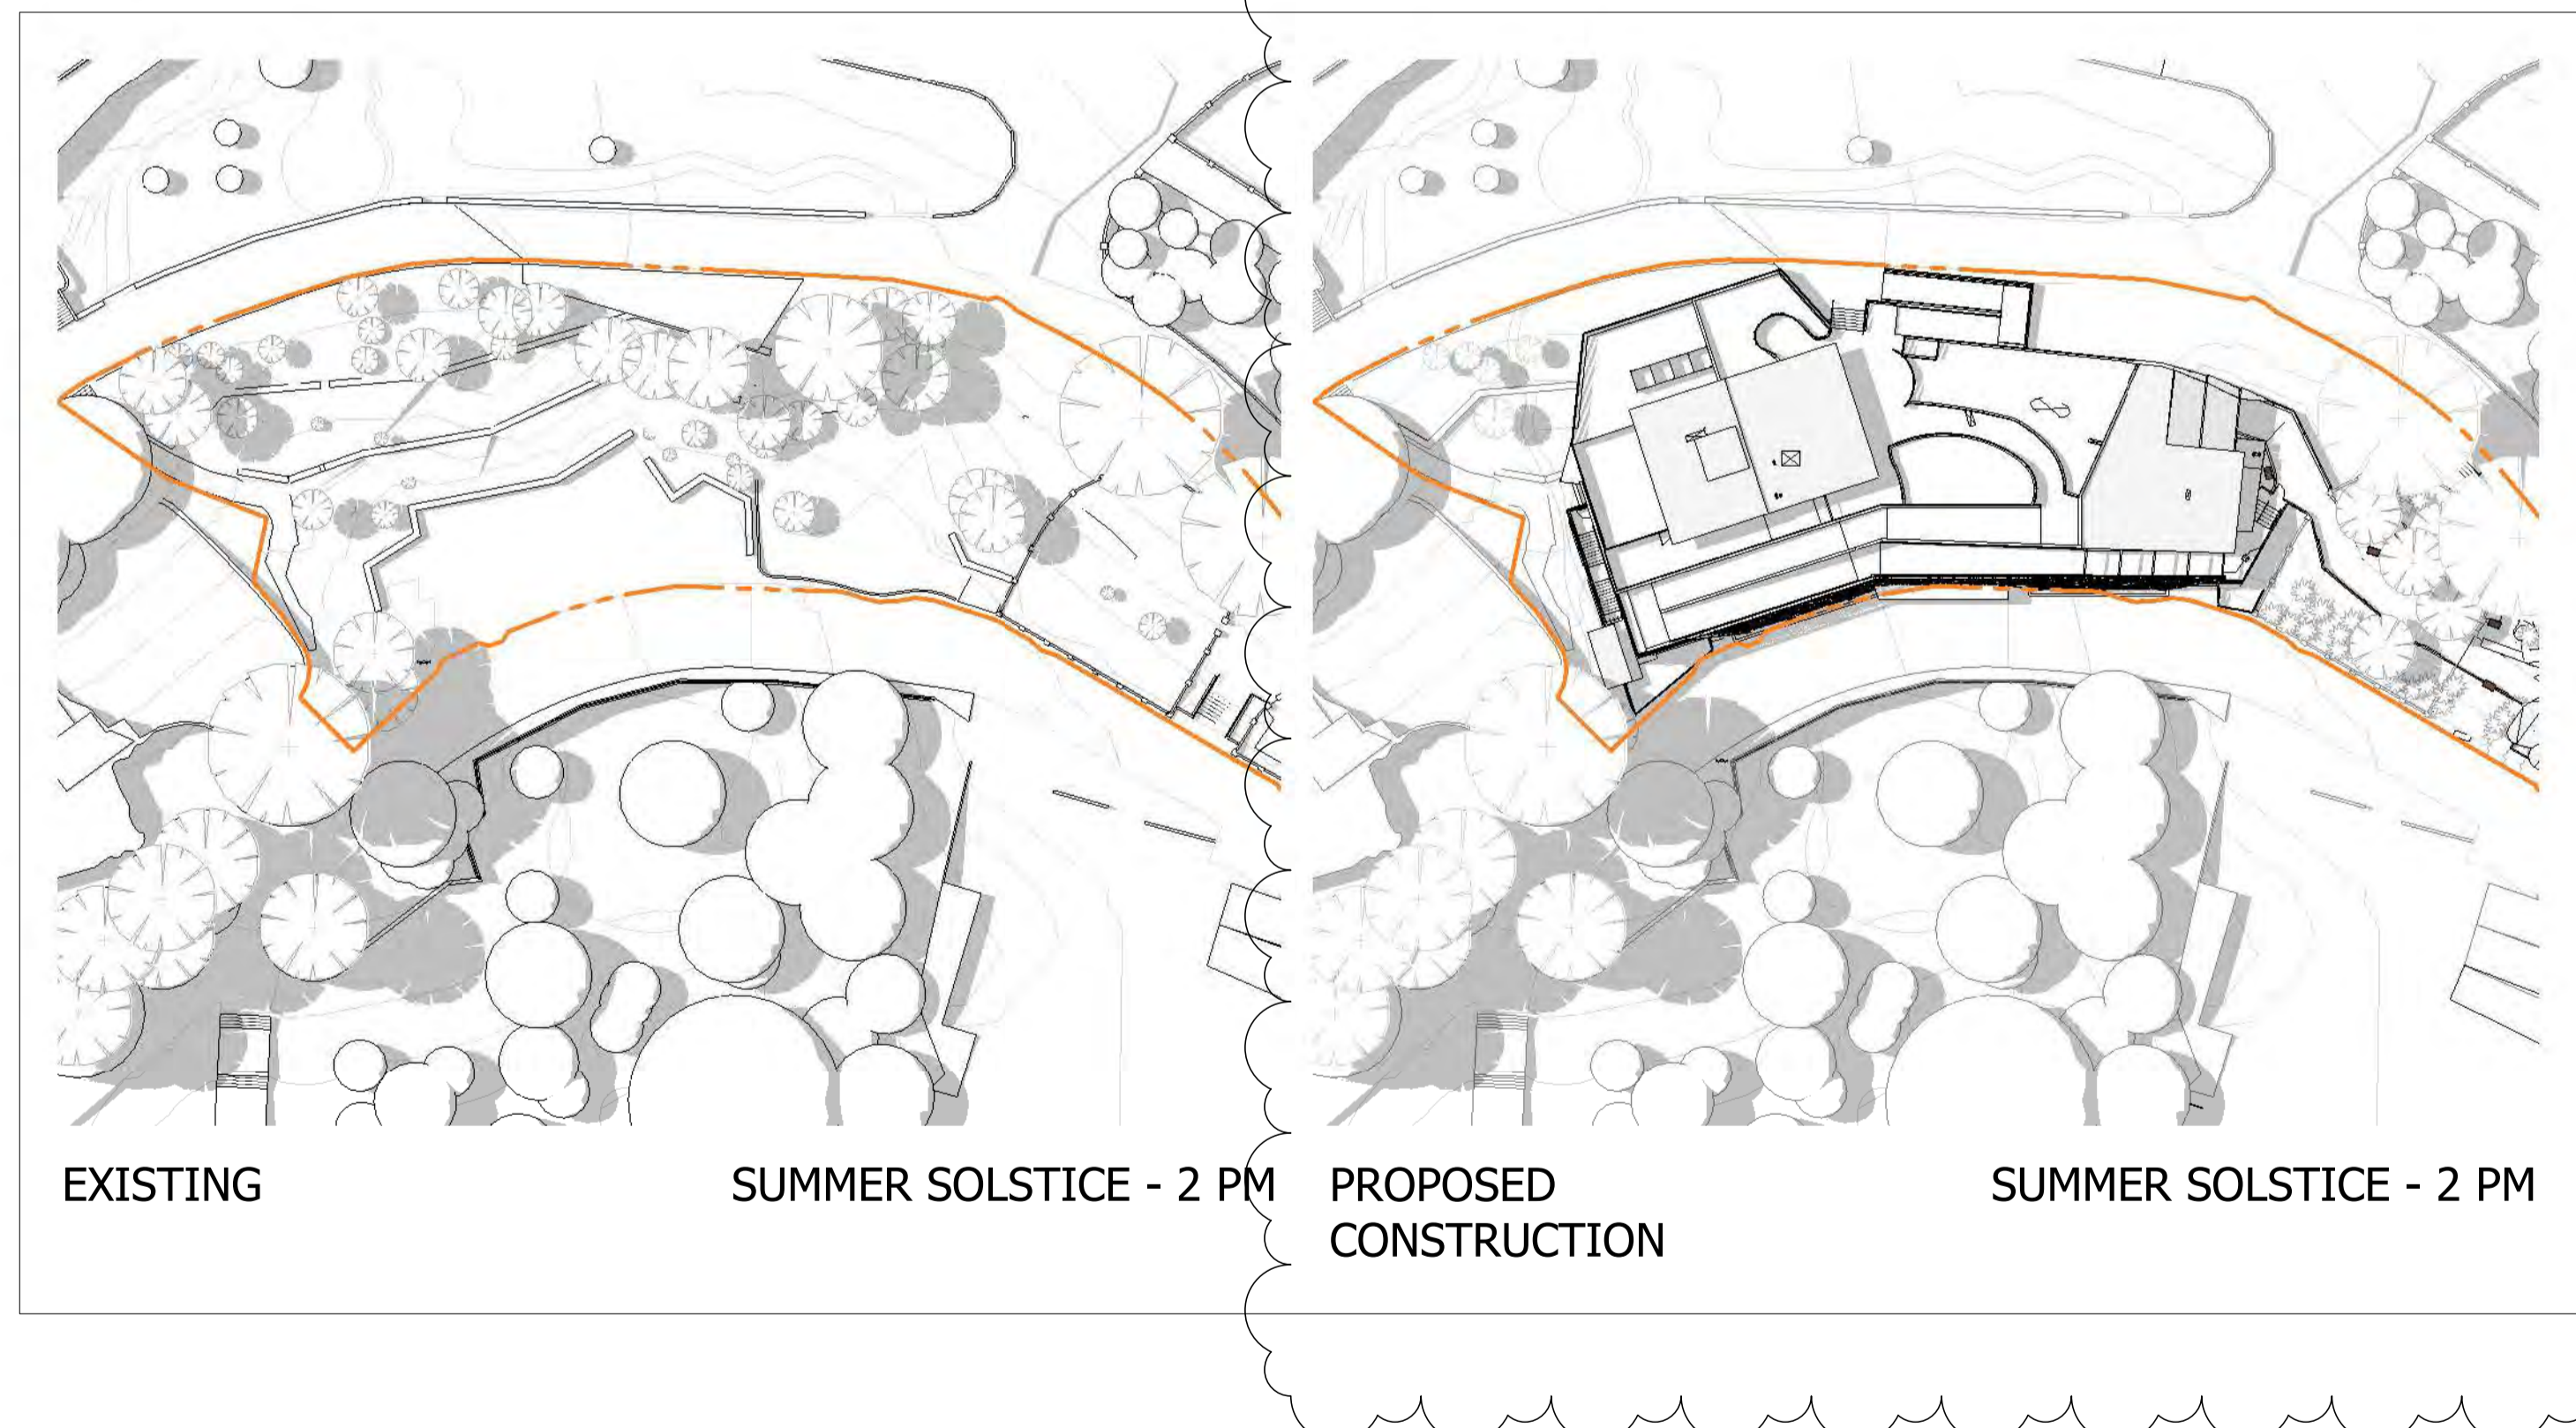 EXISTING
SUMMER SOLSTICE - 2 PM
PROPOSED
CONSTRUCTION
SUMMER SOLSTICE - 2 PM